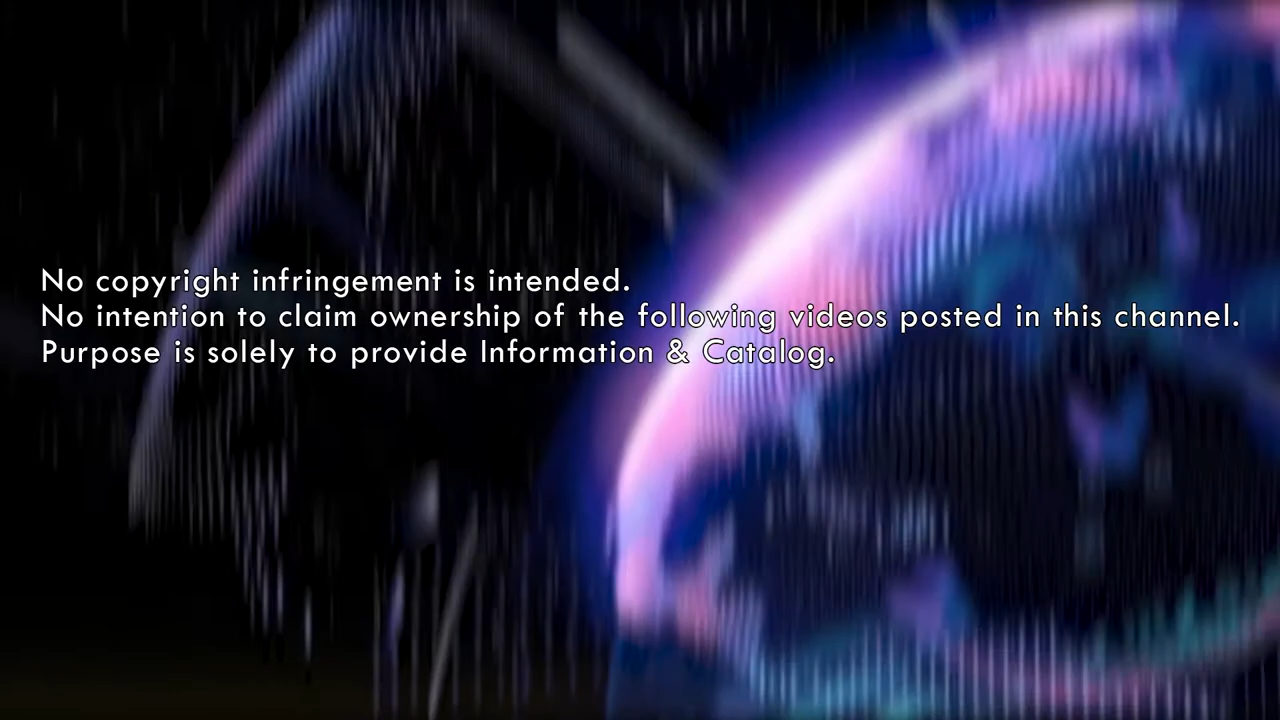 No copyright infringement is intended.
No intention to claim ownership of the following videos posted in this channel.
Purpose is solely to provide Information & Catalog.